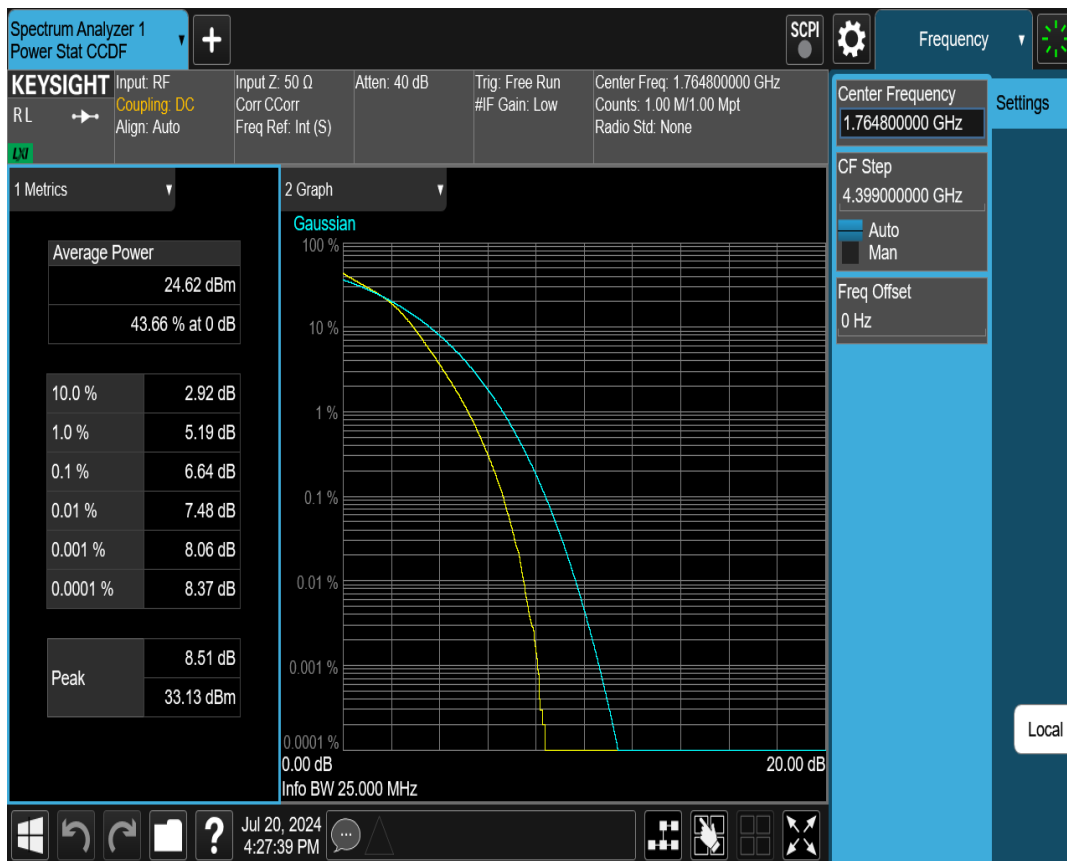 Spectrum Analyzer 1
Power Stat CCDF
SCPI
Frequency
KEYSIGHT
RL
LXI
Input: RF
Coupling: DC
Align: Auto
Input Z: 50 Ω
Corr CCorr
Freq Ref: Int (S)
Atten: 40 dB
Trig: Free Run
#IF Gain: Low
Center Freq: 1.764800000 GHz
Counts: 1.00 M/1.00 Mpt
Radio Std: None
Center Frequency
1.764800000 GHz
Settings
CF Step
4.399000000 GHz
Auto
Man
Freq Offset
0 Hz
1 Metrics
Average Power
24.62 dBm
43.66 % at 0 dB
10.0 % 2.92 dB
1.0 % 5.19 dB
0.1 % 6.64 dB
0.01 % 7.48 dB
0.001 % 8.06 dB
0.0001 % 8.37 dB
Peak
8.51 dB
33.13 dBm
2 Graph
Gaussian
100 %
10 %
1 %
0.1 %
0.01 %
0.001 %
0.0001 %
0.00 dB
20.00 dB
Info BW 25.000 MHz
Local
?
Jul 20, 2024
4:27:39 PM